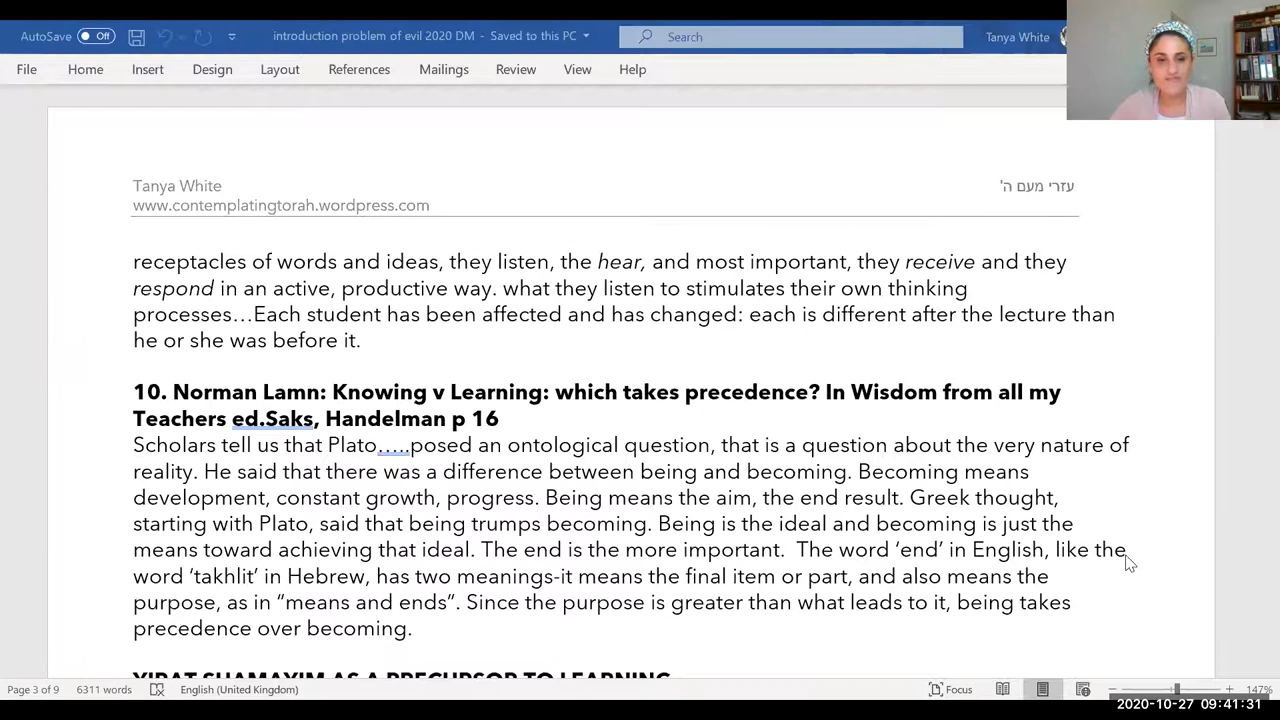 AutoSave Off introduction problem of evil 2020 DM - Saved to this PC Search Tanya White
File Home Insert Design Layout References Mailings Review View Help
Tanya White עזרי מעם ה'
www.contemplatingtorah.wordpress.com
receptacles of words and ideas, they listen, the hear, and most important, they receive and they
respond in an active, productive way. what they listen to stimulates their own thinking
processes…Each student has been affected and has changed: each is different after the lecture than
he or she was before it.
10. Norman Lamn: Knowing v Learning: which takes precedence? In Wisdom from all my
Teachers ed.Saks, Handelman p 16
Scholars tell us that Plato…..posed an ontological question, that is a question about the very nature of
reality. He said that there was a difference between being and becoming. Becoming means
development, constant growth, progress. Being means the aim, the end result. Greek thought,
starting with Plato, said that being trumps becoming. Being is the ideal and becoming is just the
means toward achieving that ideal. The end is the more important. The word ‘end’ in English, like the
word ‘takhlit’ in Hebrew, has two meanings-it means the final item or part, and also means the
purpose, as in “means and ends”. Since the purpose is greater than what leads to it, being takes
precedence over becoming.
YIRAT SHAMAYIM AS A PRECURSOR TO LEARNING
Page 3 of 9 6311 words English (United Kingdom) Focus 147%
2020-10-27 09:41:31